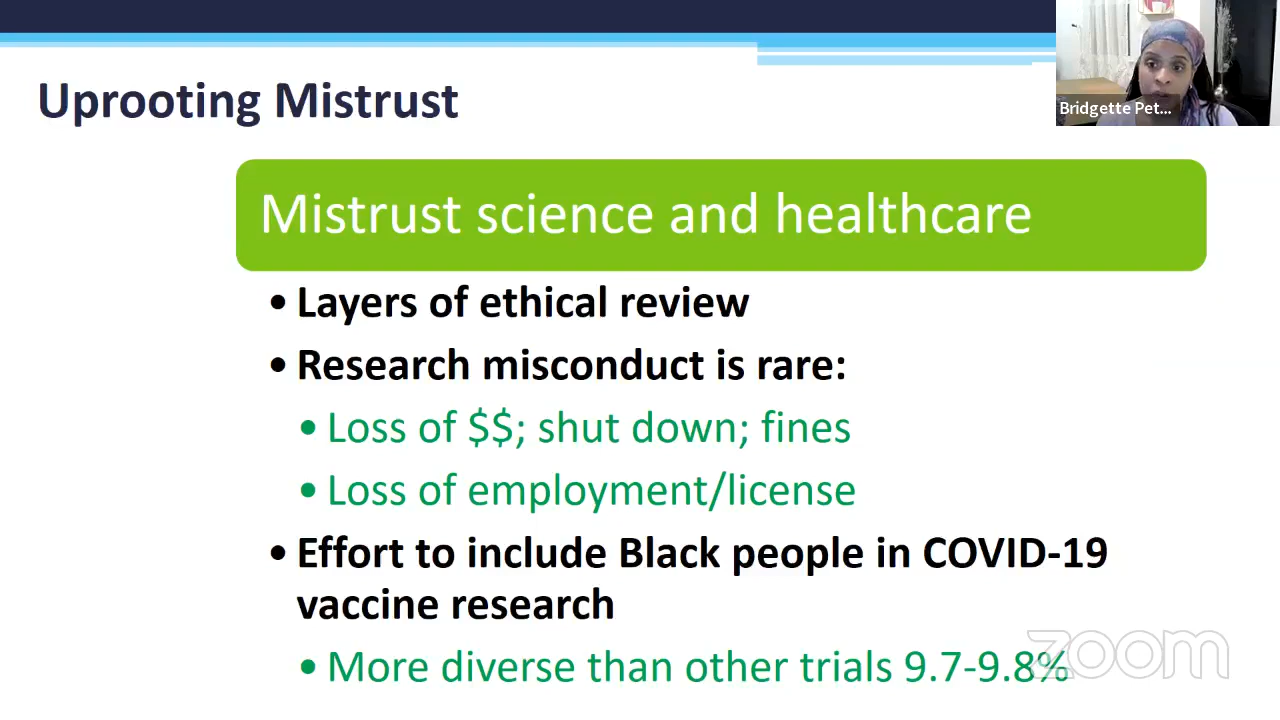 Bridgette Pet...
Uprooting Mistrust
Mistrust science and healthcare
• Layers of ethical review
• Research misconduct is rare:
• Loss of $$; shut down; fines
• Loss of employment/license
• Effort to include Black people in COVID-19
vaccine research
• More diverse than other trials 9.7-9.8%
zoom